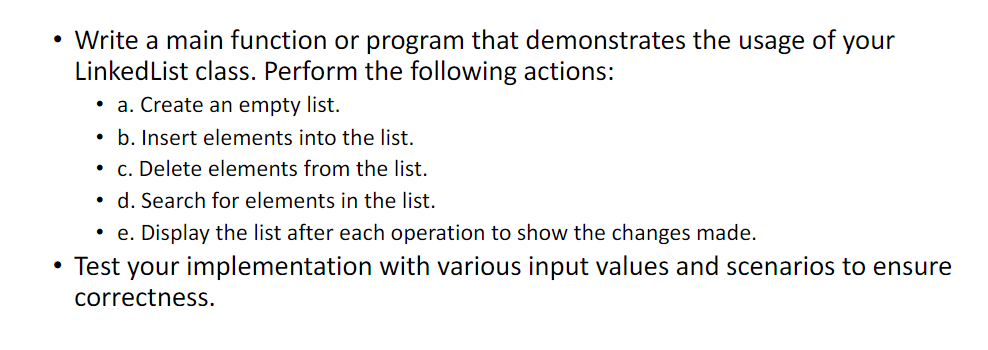 • Write a main function or program that demonstrates the usage of your
LinkedList class. Perform the following actions:
• a. Create an empty list.
• b. Insert elements into the list.
• c. Delete elements from the list.
• d. Search for elements in the list.
• e. Display the list after each operation to show the changes made.
• Test your implementation with various input values and scenarios to ensure
correctness.